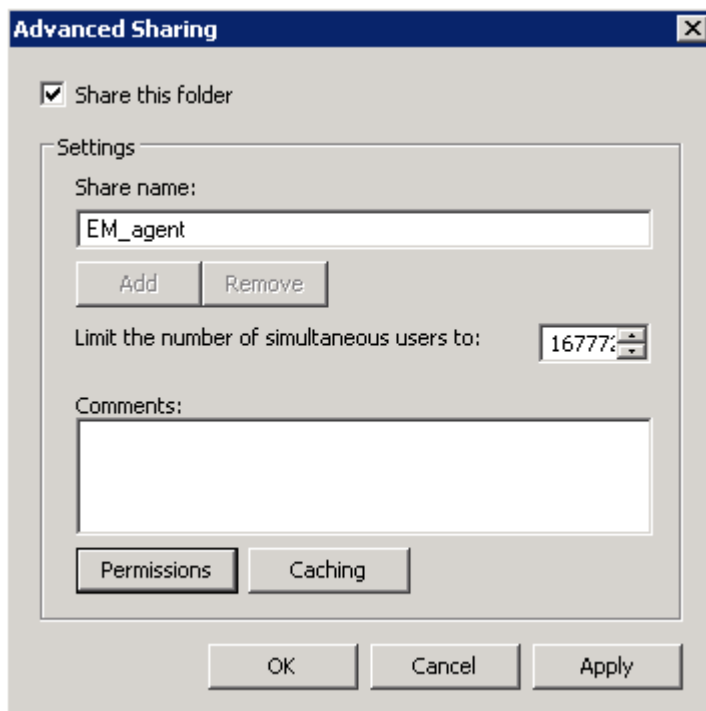 Advanced Sharing
Share this folder
Settings
Share name:
EM_agent
Add Remove
Limit the number of simultaneous users to: 16777
Comments:
Permissions Caching
OK Cancel Apply